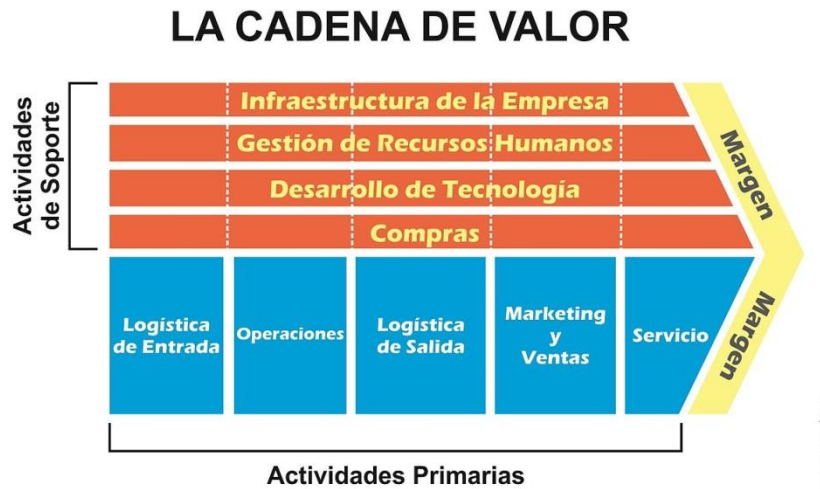 LA CADENA DE VALOR
Actividades
de Soporte
Infraestructura de la Empresa
Gestión de Recursos Humanos
Desarrollo de Tecnología
Compras
Margen
Logística
de Entrada
Operaciones
Logística
de Salida
Marketing
y
Ventas
Servicio
Margen
Actividades Primarias